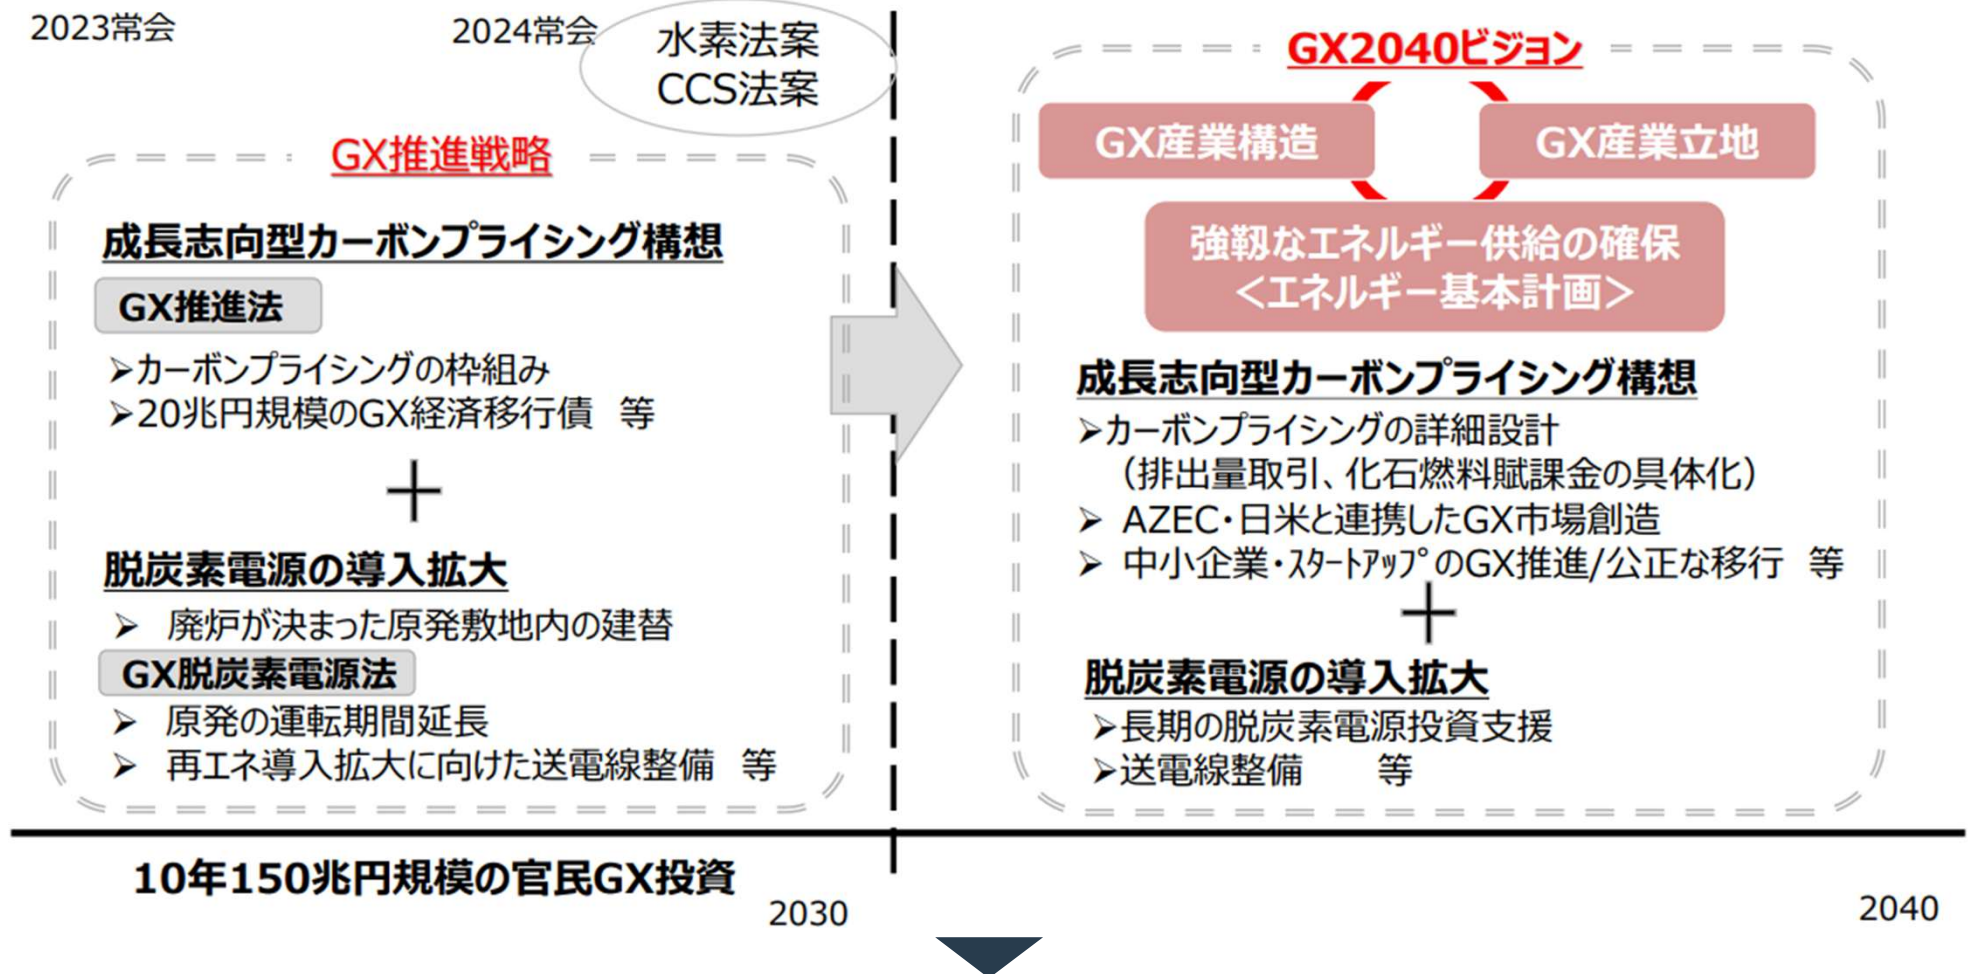 2023常会
2024常会
水素法案
CCS法案
GX推進戦略
成長志向型カーボンプライシング構想
GX推進法
➢カーボンプライシングの枠組み
➢20兆円規模のGX経済移行債　等
＋
脱炭素電源の導入拡大
➢ 廃炉が決まった原発敷地内の建替
GX脱炭素電源法
➢ 原発の運転期間延長
➢ 再エネ導入拡大に向けた送電線整備　等
10年150兆円規模の官民GX投資
2030
GX2040ビジョン
GX産業構造
GX産業立地
強靱なエネルギー供給の確保
＜エネルギー基本計画＞
成長志向型カーボンプライシング構想
➢カーボンプライシングの詳細設計
（排出量取引、化石燃料賦課金の具体化）
➢ AZEC・日米と連携したGX市場創造
➢ 中小企業・ｽﾀｰﾄｱｯﾌﾟのGX推進/公正な移行　等
＋
脱炭素電源の導入拡大
➢長期の脱炭素電源投資支援
➢送電線整備　　等
2040